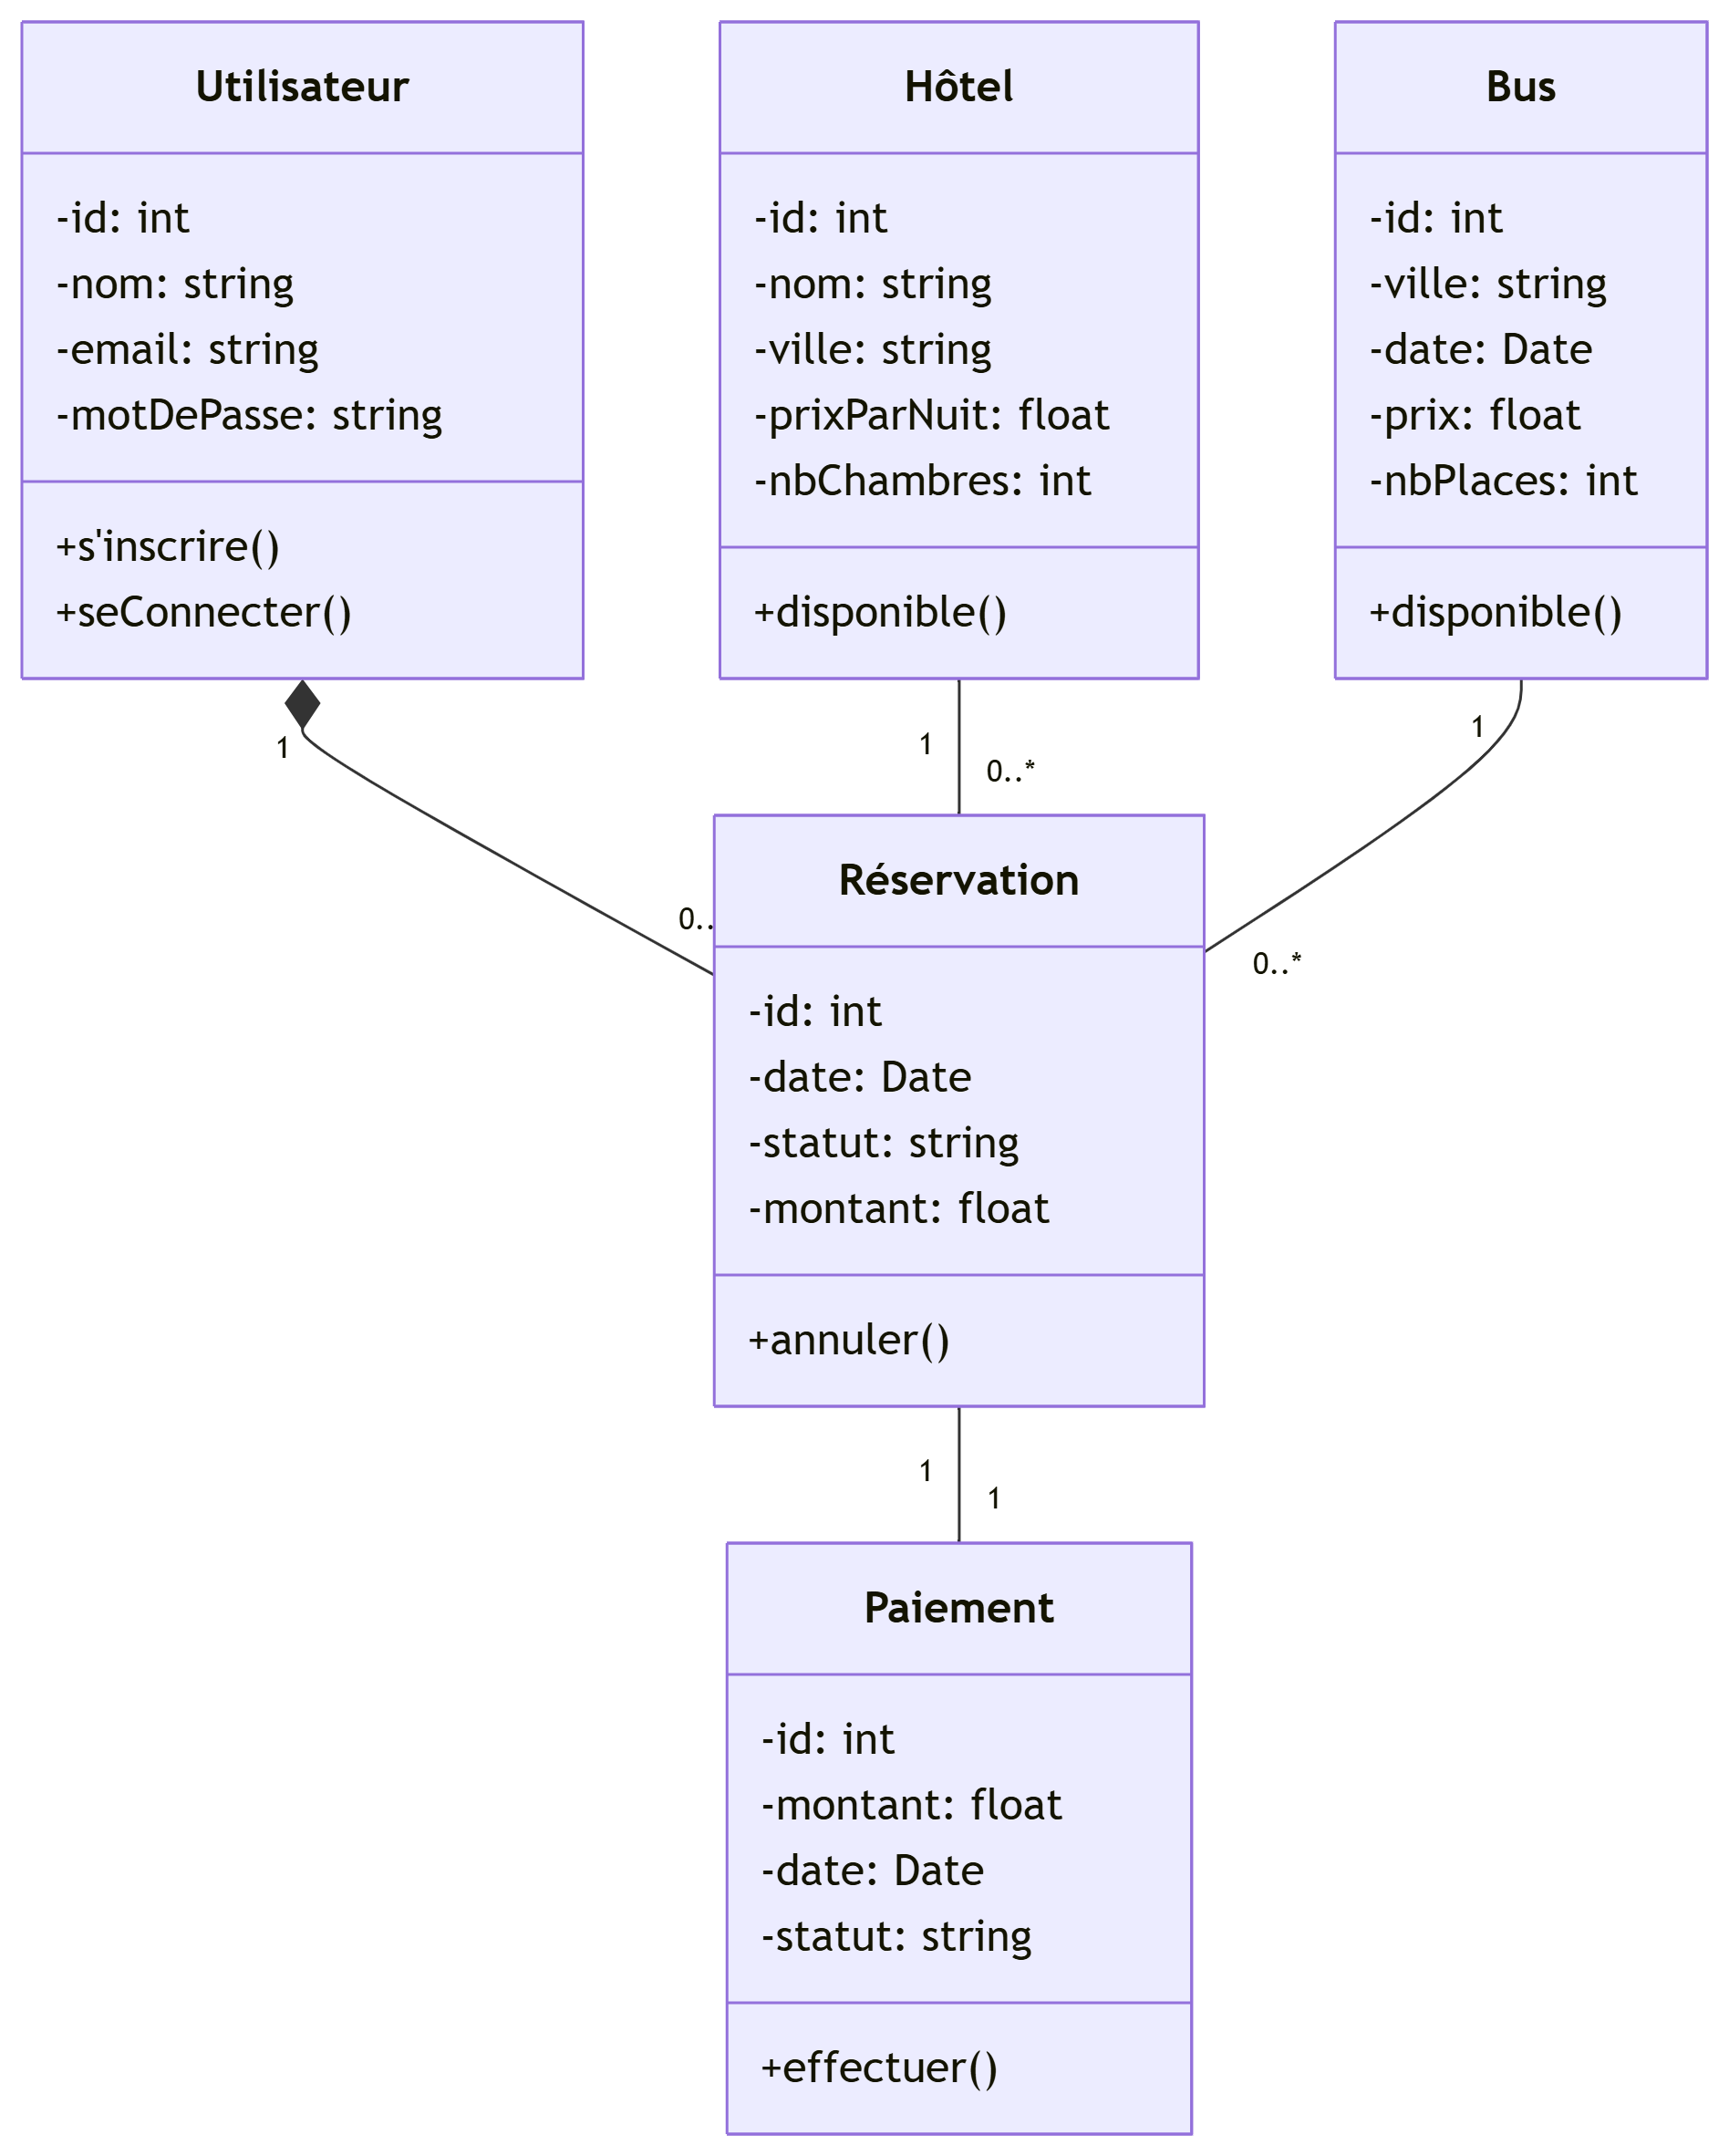 Utilisateur
-id: int
-nom: string
-email: string
-motDePasse: string
+s'inscrire()
+seConnecter()
Hôtel
-id: int
-nom: string
-ville: string
-prixParNuit: float
-nbChambres: int
+disponible()
Bus
-id: int
-ville: string
-date: Date
-prix: float
-nbPlaces: int
+disponible()
1
1
0..*
1
0..
0..*
Réservation
-id: int
-date: Date
-statut: string
-montant: float
+annuler()
1
1
Paiement
-id: int
-montant: float
-date: Date
-statut: string
+effectuer()